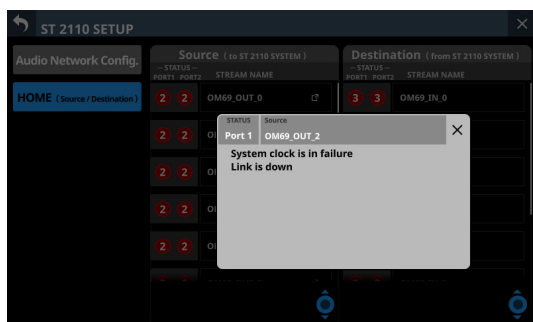 ST 2110 SETUP
Audio Network Config.
HOME ( Source / Destination )
Source ( to ST 2110 SYSTEM )
– STATUS –
PORT1 PORT2 STREAM NAME
2 2 OM69_OUT_0
2 2
2 2
2 2
2 2
Destination ( from ST 2110 SYSTEM )
– STATUS –
PORT1 PORT2 STREAM NAME
3 3 OM69_IN_0
STATUS Source
Port 1 OM69_OUT_2
System clock is in failure
Link is down